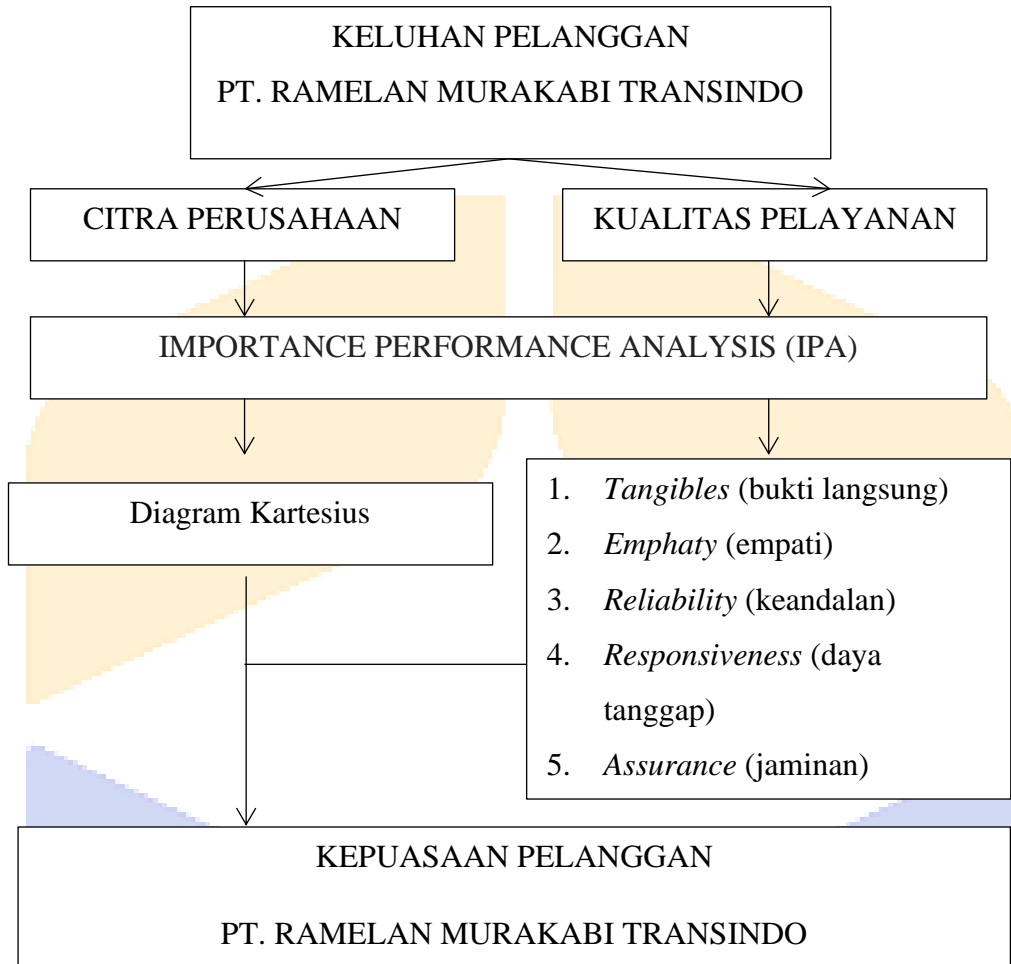 KELUHAN PELANGGAN
PT. RAMELAN MURAKABI TRANSINDO
CITRA PERUSAHAAN
KUALITAS PELAYANAN
IMPORTANCE PERFORMANCE ANALYSIS (IPA)
Diagram Kartesius
1. Tangibles (bukti langsung)
2. Emphaty (empati)
3. Reliability (keandalan)
4. Responsiveness (daya
tanggap)
5. Assurance (jaminan)
KEPUASAAN PELANGGAN
PT. RAMELAN MURAKABI TRANSINDO